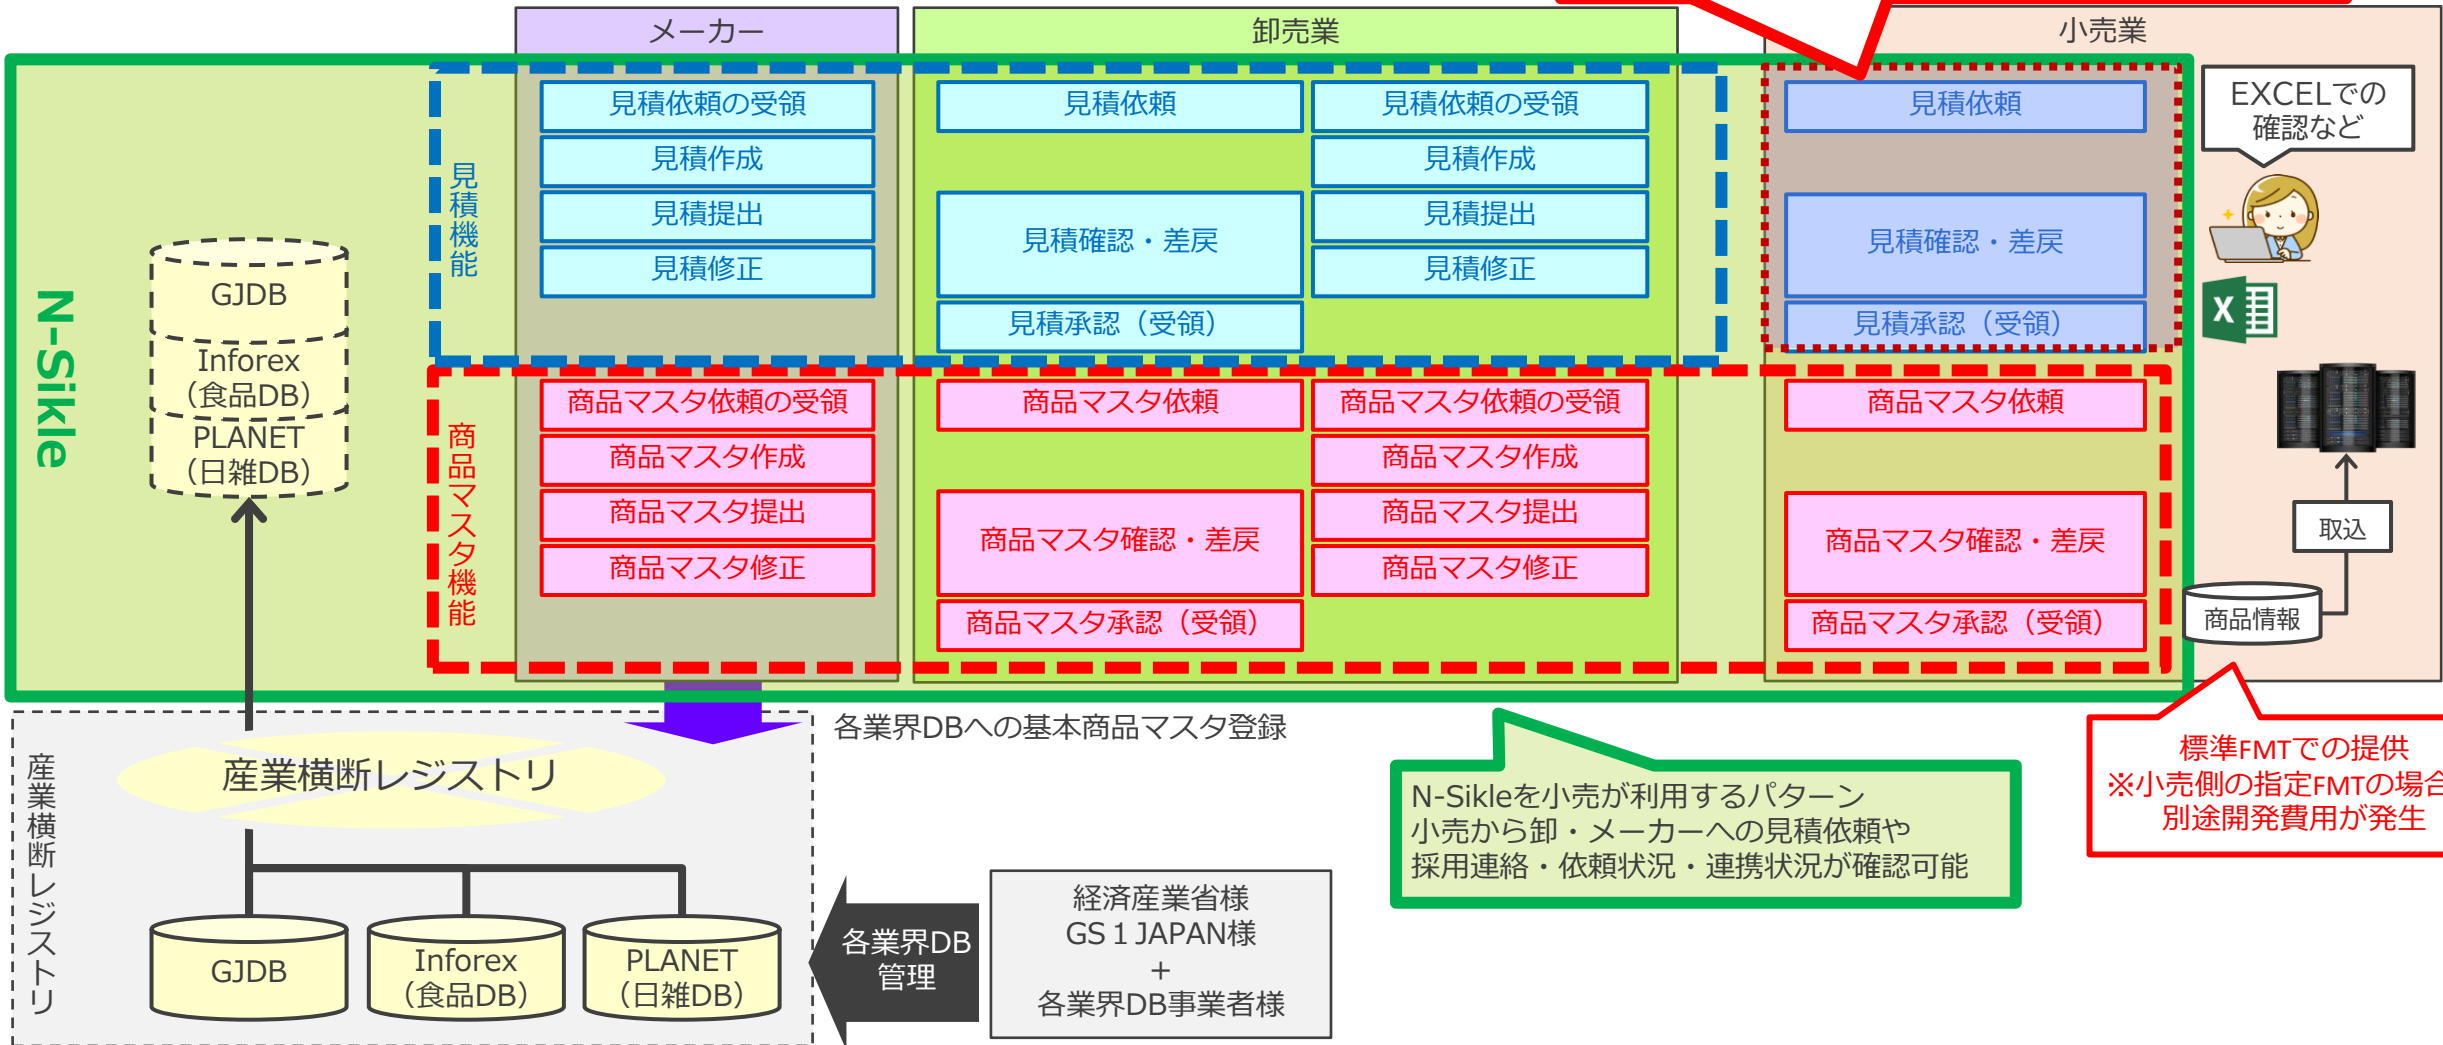 メーカー
卸売業
小売業
N-Sikle
GJDB
Inforex
（食品DB）
PLANET
（日雑DB）
見積機能
見積依頼の受領
見積作成
見積提出
見積修正
見積依頼
見積確認・差戻
見積承認（受領）
見積依頼の受領
見積作成
見積提出
見積修正
見積依頼
見積確認・差戻
見積承認（受領）
EXCELでの
確認など
商品マスタ機能
商品マスタ依頼の受領
商品マスタ作成
商品マスタ提出
商品マスタ修正
商品マスタ依頼
商品マスタ確認・差戻
商品マスタ承認（受領）
商品マスタ依頼の受領
商品マスタ作成
商品マスタ提出
商品マスタ修正
商品マスタ依頼
商品マスタ確認・差戻
商品マスタ承認（受領）
X
取込
商品情報
各業界DBへの基本商品マスタ登録
産業横断レジストリ
産業横断レジストリ
GJDB
Inforex
（食品DB）
PLANET
（日雑DB）
各業界DB
管理
経済産業省様
GS１JAPAN様
＋
各業界DB事業者様
N-Sikleを小売が利用するパターン
小売から卸・メーカーへの見積依頼や
採用連絡・依頼状況・連携状況が確認可能
標準FMTでの提供
※小売側の指定FMTの場合
別途開発費用が発生